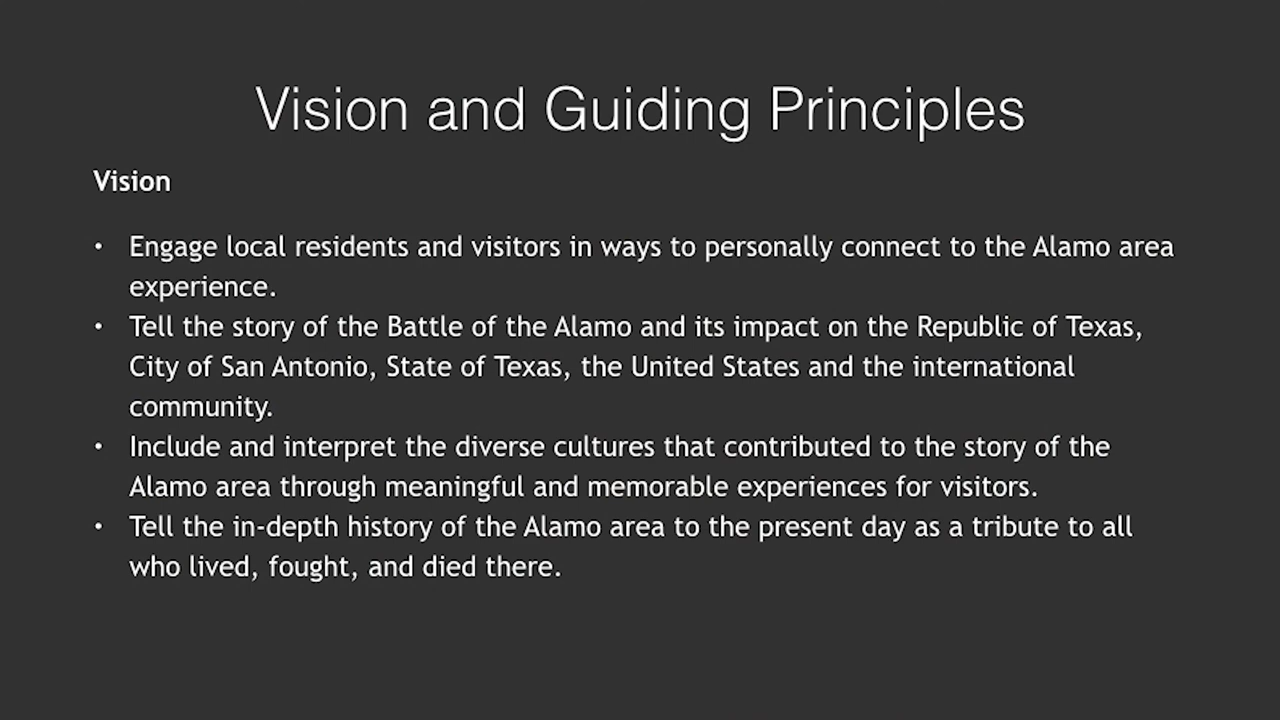 Vision and Guiding Principles
Vision
• Engage local residents and visitors in ways to personally connect to the Alamo area
experience.
• Tell the story of the Battle of the Alamo and its impact on the Republic of Texas,
City of San Antonio, State of Texas, the United States and the international
community.
• Include and interpret the diverse cultures that contributed to the story of the
Alamo area through meaningful and memorable experiences for visitors.
• Tell the in-depth history of the Alamo area to the present day as a tribute to all
who lived, fought, and died there.